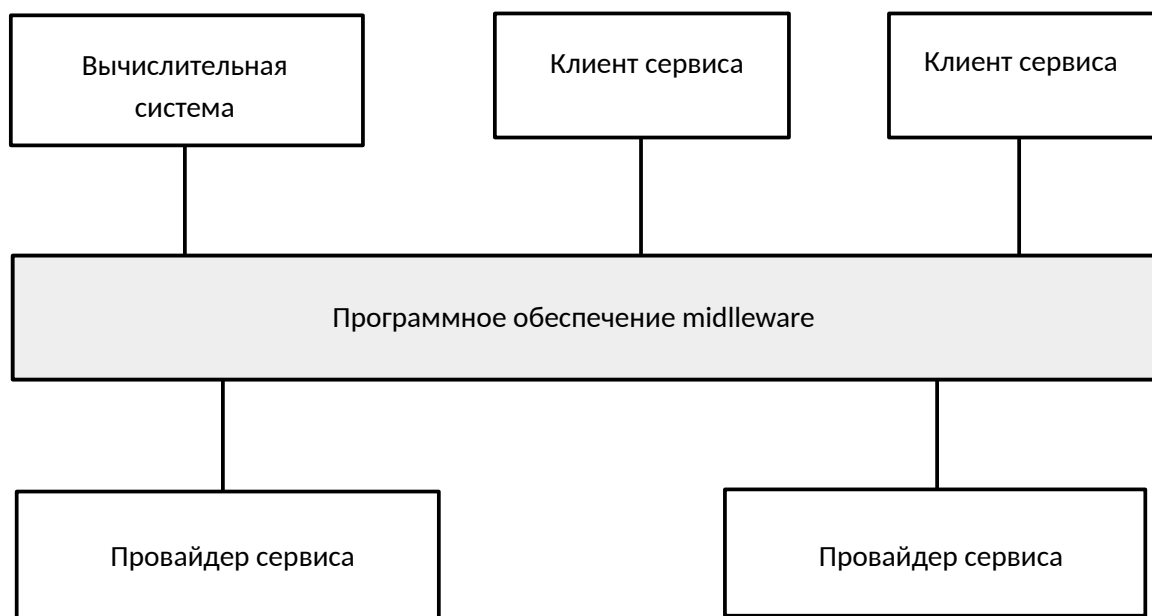 Вычислительная
система
Клиент сервиса
Клиент сервиса
Программное обеспечение midlleware
Провайдер сервиса
Провайдер сервиса